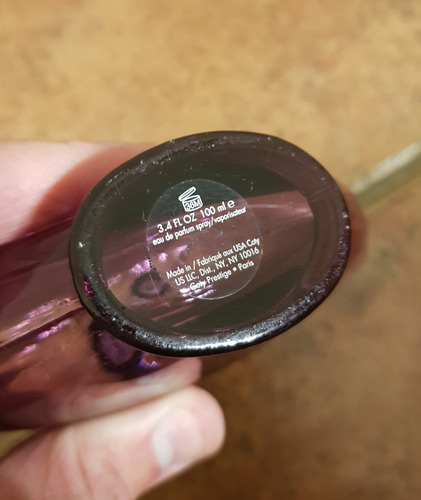 36M
3.4 FL.OZ 100 ml e
eau de parfum spray/vaporisateur
Made in / Fabriqué aux USA Coty
US LLC, Dist., NY, NY 10016
Coty Prestige • Paris